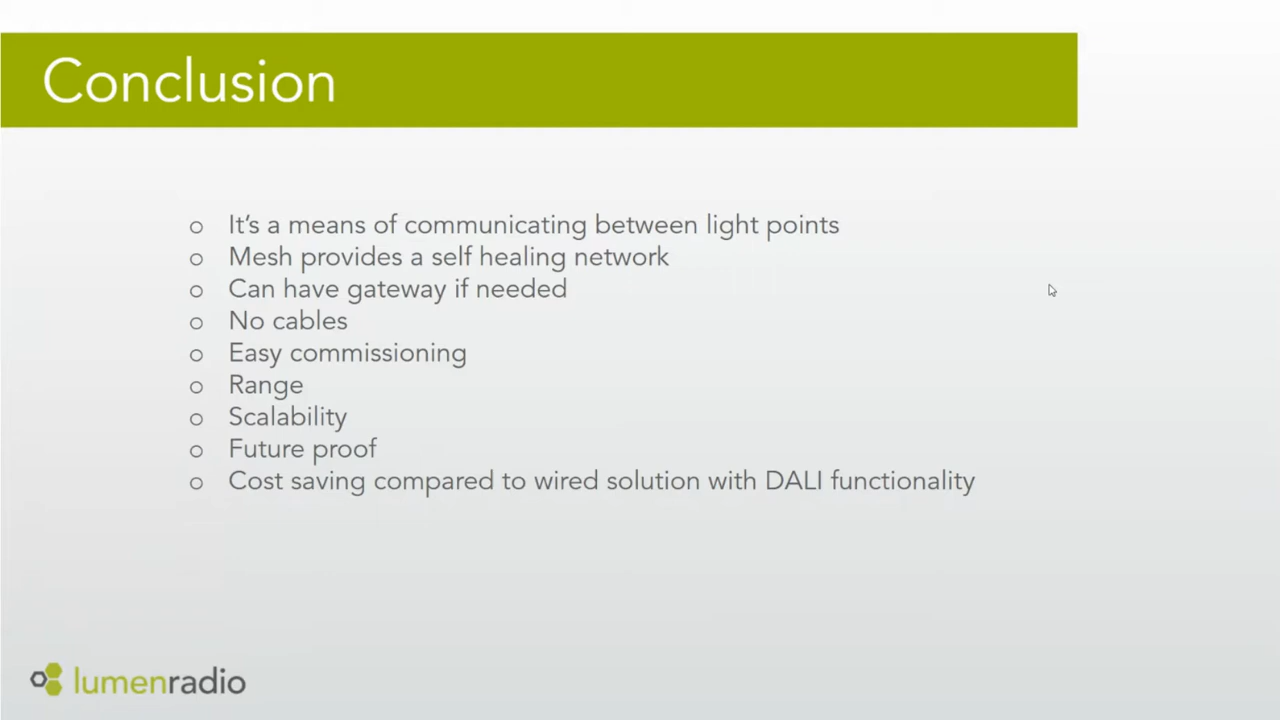 Conclusion
o It's a means of communicating between light points
o Mesh provides a self healing network
o Can have gateway if needed
o No cables
o Easy commissioning
o Range
o Scalability
o Future proof
o Cost saving compared to wired solution with DALI functionality
lumenradio